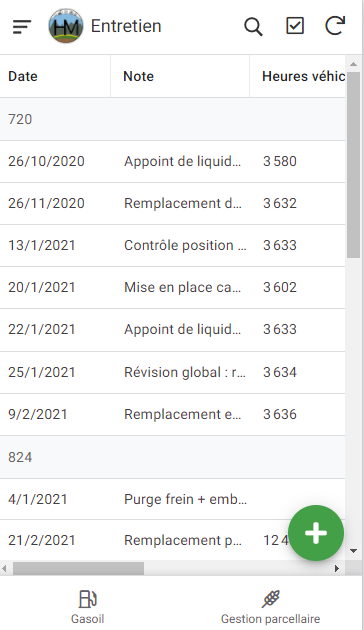 HM Entretien
Date Note Heures véhic
720
26/10/2020 Appoint de liquid... 3 580
26/11/2020 Remplacement d... 3 632
13/1/2021 Contrôle position ... 3 633
20/1/2021 Mise en place ca... 3 602
22/1/2021 Appoint de liquid... 3 633
25/1/2021 Révision global : r... 3 634
9/2/2021 Remplacement e... 3 636
824
4/1/2021 Purge frein + emb...
21/2/2021 Remplacement p... 12 4
Gasoil Gestion parcellaire